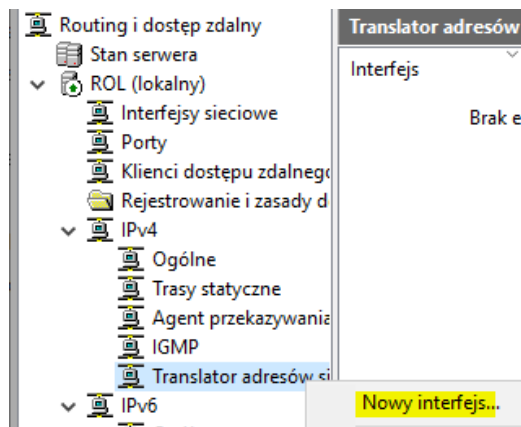 Routing i dostęp zdalny
Stan serwera
ROL (lokalny)
Interfejsy sieciowe
Porty
Klienci dostępu zdalnego
Rejestrowanie i zasady d
IPv4
Ogólne
Trasy statyczne
Agent przekazywania
IGMP
Translator adresów si
IPv6
Translator adresów
Interfejs
Brak e
Nowy interfejs...